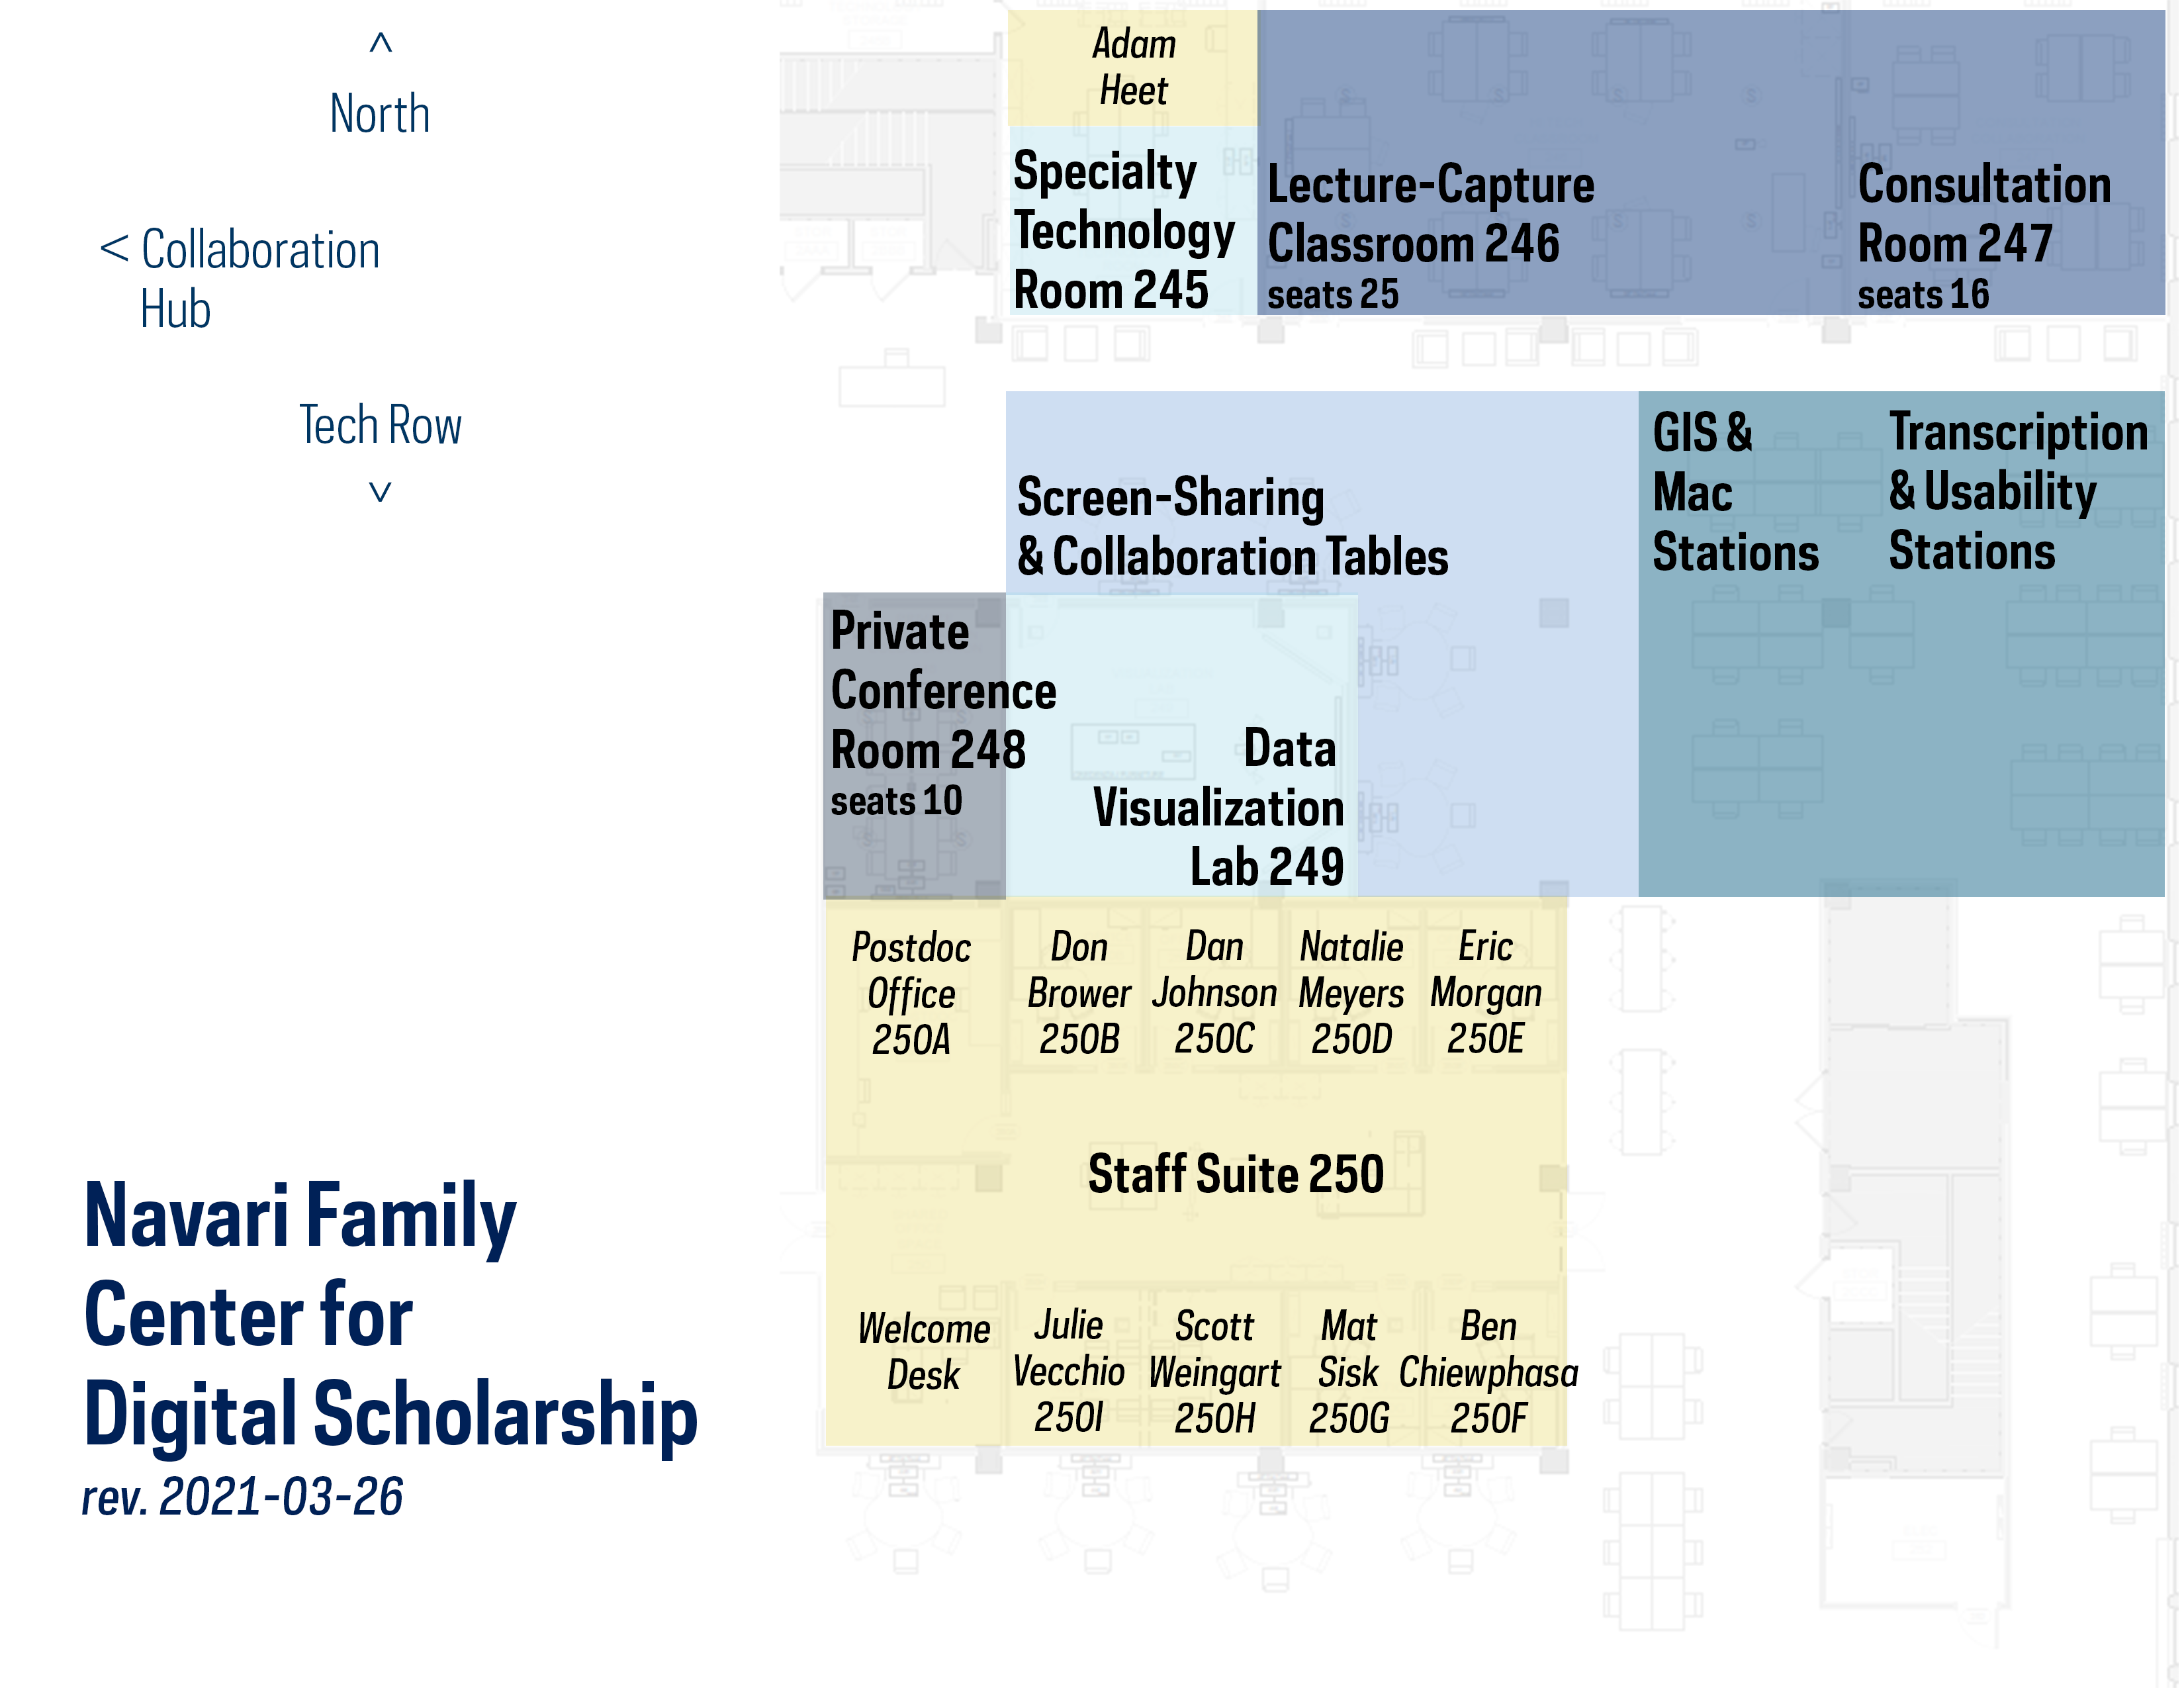 ^
North
< Collaboration
Hub
Tech Row
v
Adam
Heet
Specialty
Technology
Room 245
Lecture-Capture
Classroom 246
seats 25
Consultation
Room 247
seats 16
Screen-Sharing
& Collaboration Tables
GIS &
Mac
Stations
Transcription
& Usability
Stations
Private
Conference
Room 248
seats 10
Data
Visualization
Lab 249
Postdoc
Office
250A
Don
Brower
250B
Dan
Johnson
250C
Natalie
Meyers
250D
Eric
Morgan
250E
Staff Suite 250
Welcome
Desk
Julie
Vecchio
250I
Scott
Weingart
250H
Mat
Sisk
250G
Ben
Chiewphasa
250F
Navari Family
Center for
Digital Scholarship
rev. 2021-03-26